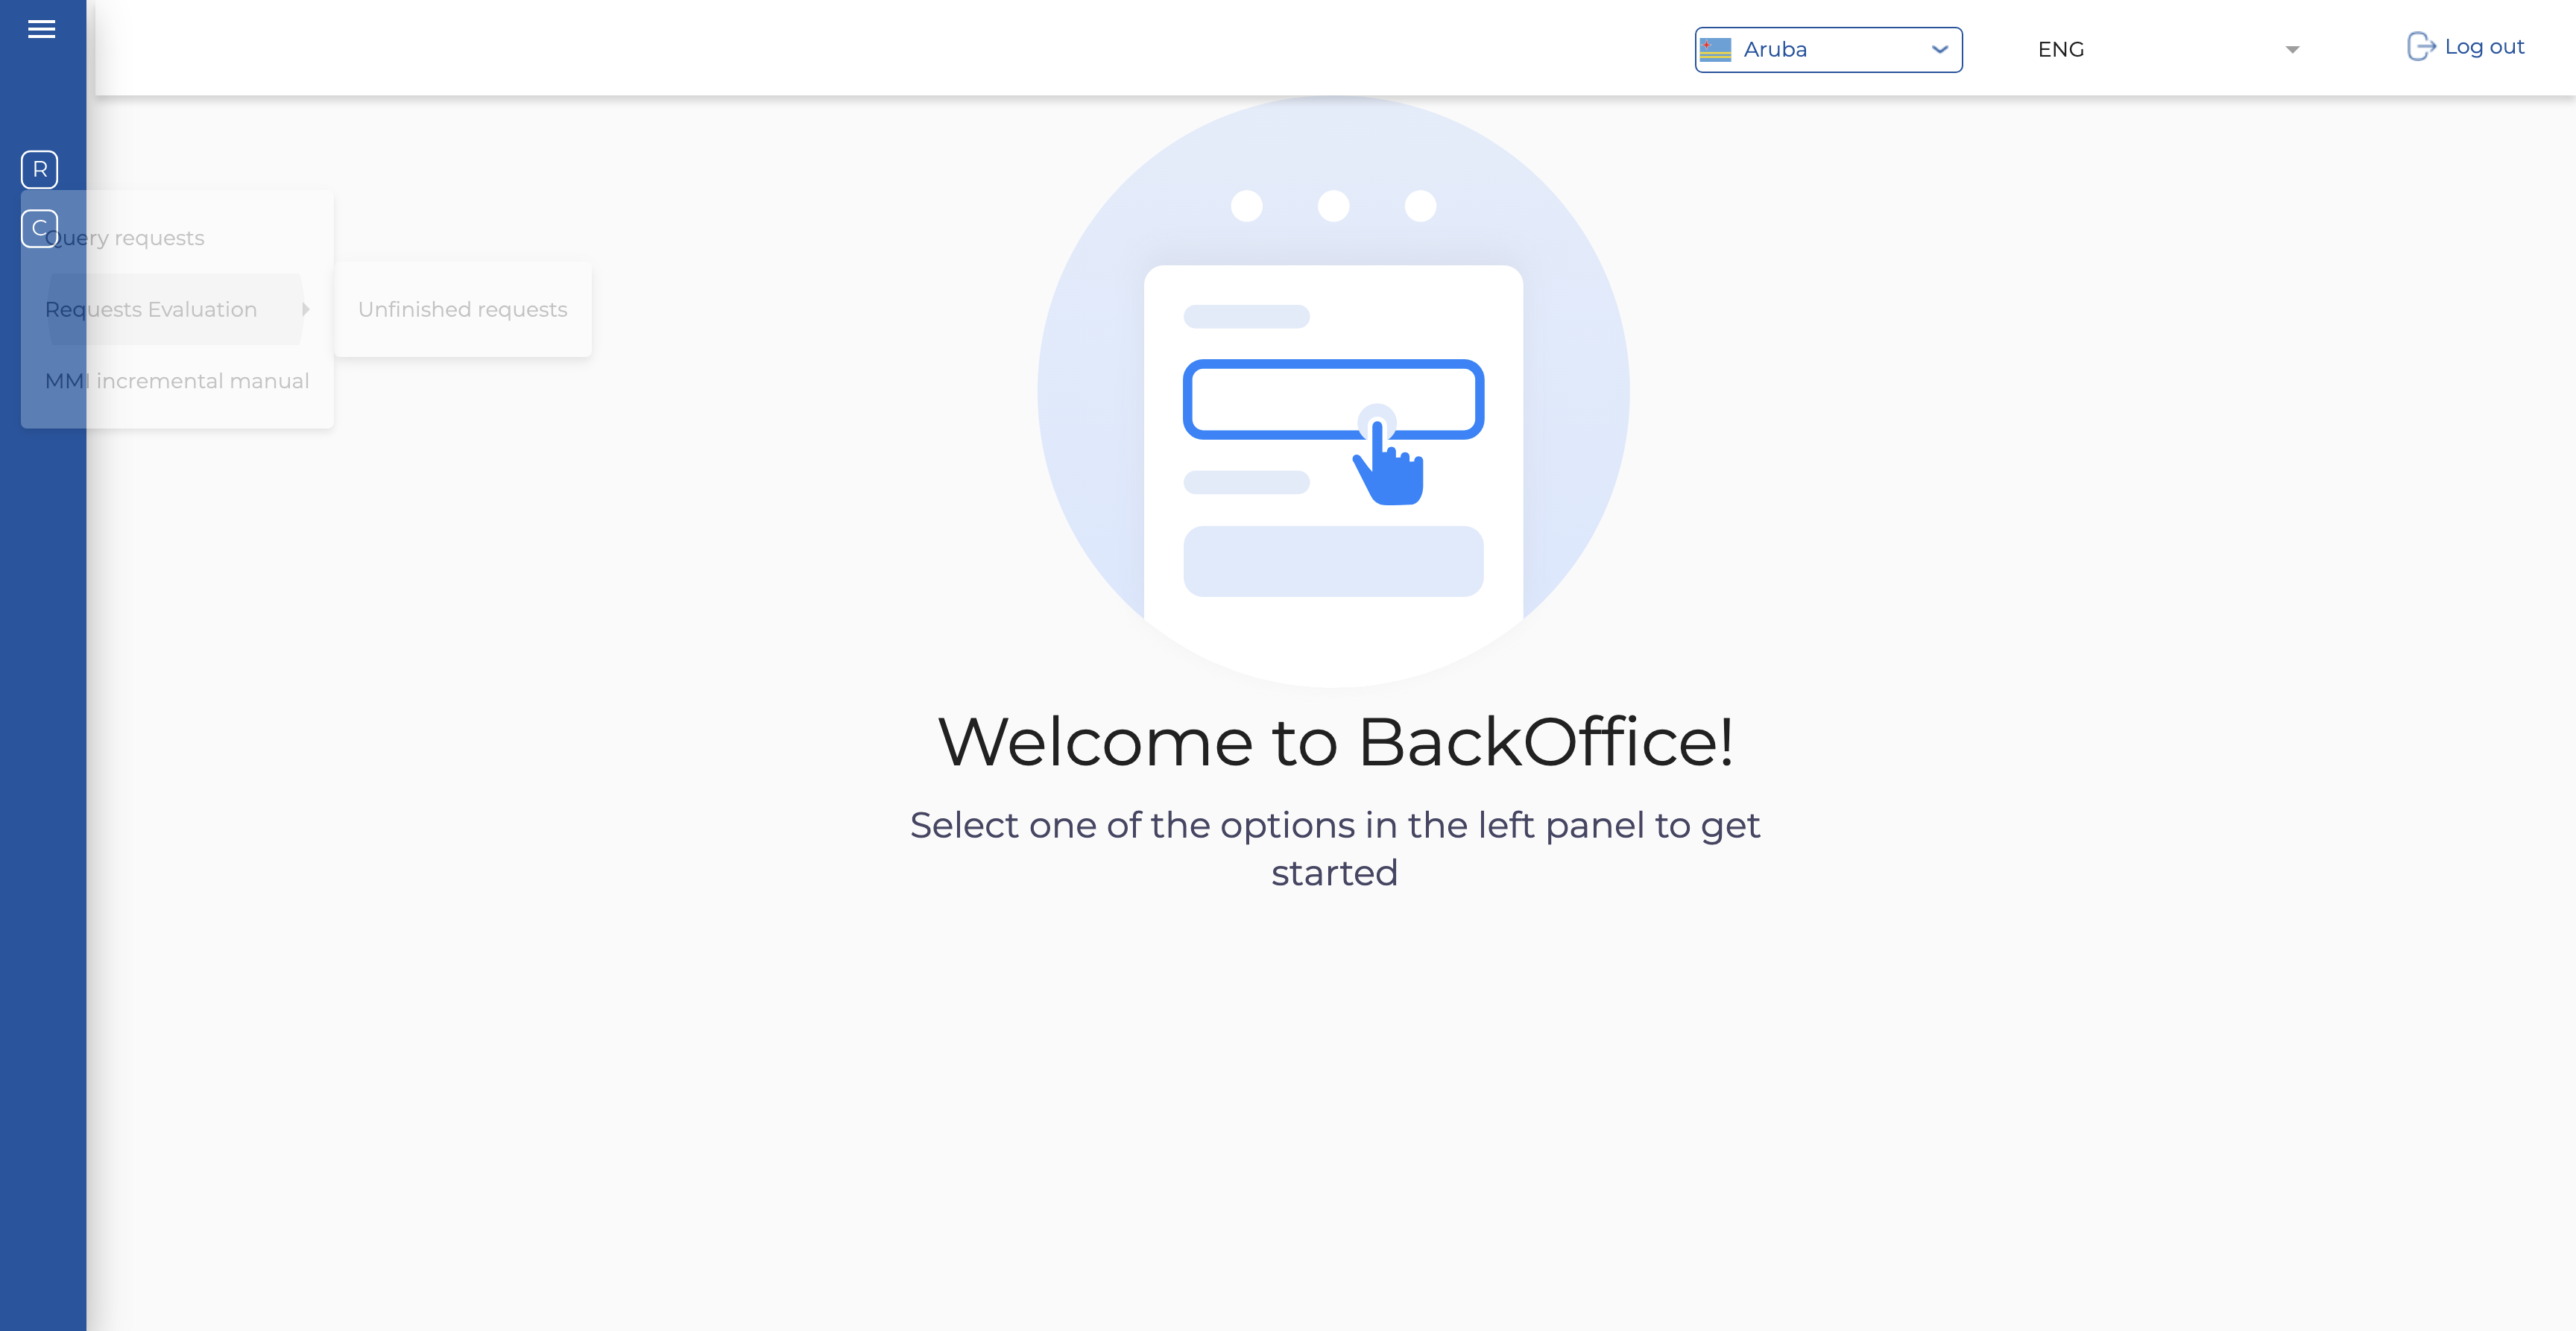 Aruba
ENG
Log out
R
C
Query requests
Requests Evaluation
Unfinished requests
MMI incremental manual
Welcome to BackOffice!
Select one of the options in the left panel to get
started